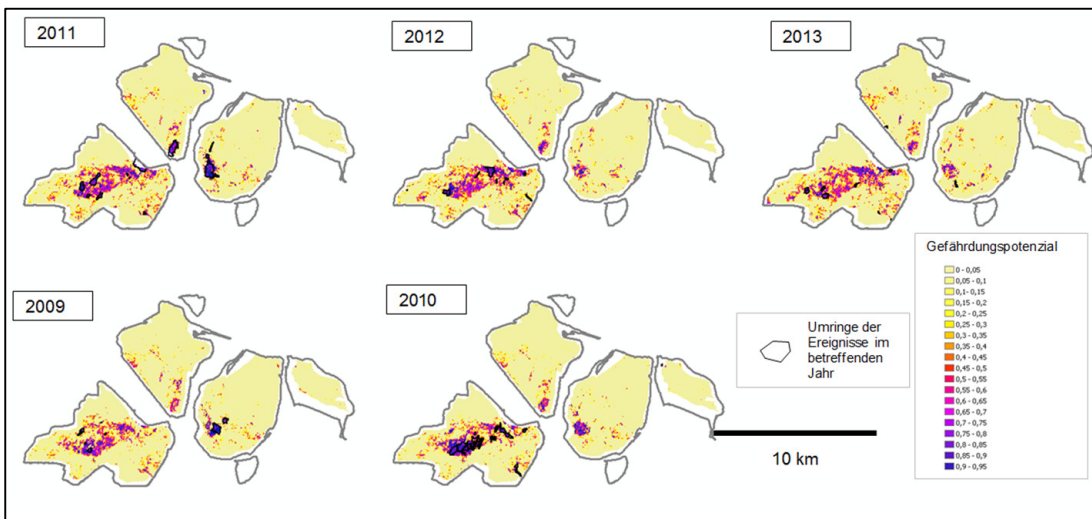 2011
2012
2013
2009
2010
Umringe der
Ereignisse im
betreffenden
Jahr
10 km
Gefährdungspotenzial
0 - 0,05
0,05 - 0,1
0,1 - 0,15
0,15 - 0,2
0,2 - 0,25
0,25 - 0,3
0,3 - 0,35
0,35 - 0,4
0,4 - 0,45
0,45 - 0,5
0,5 - 0,55
0,55 - 0,6
0,6 - 0,65
0,65 - 0,7
0,7 - 0,75
0,75 - 0,8
0,8 - 0,85
0,85 - 0,9
0,9 - 0,95